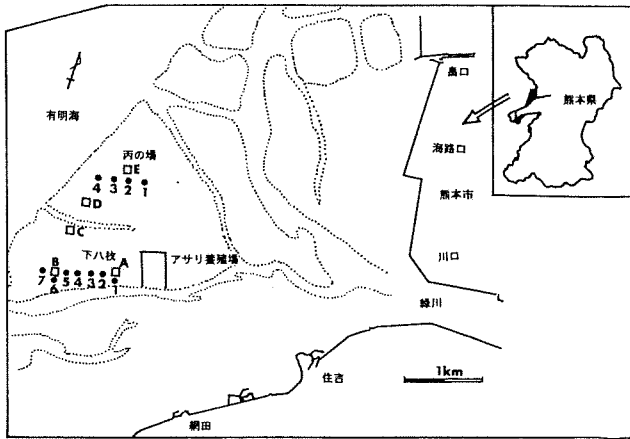 有明海
畠口
熊本県
海路口
熊本市
川口
緑川
丙の場
E
4 3 2 1
D
C
下八枚
アサリ養殖場
B
A
7 6 5 4 3 2 1
1km
住吉
網田